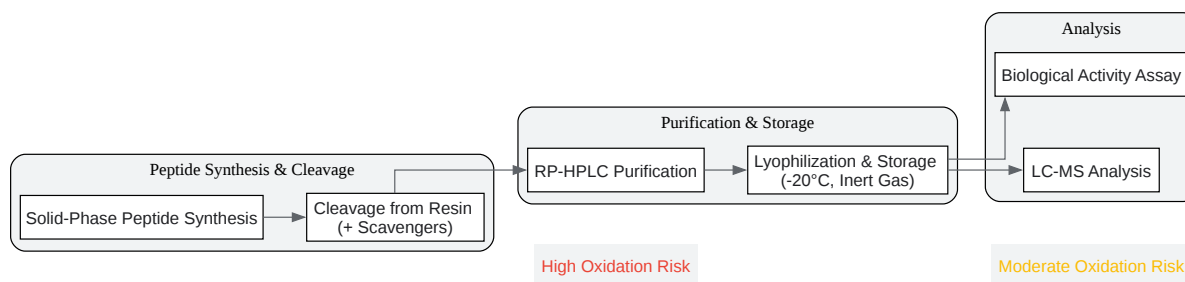 Peptide Synthesis & Cleavage
Solid-Phase Peptide Synthesis
Cleavage from Resin
(+ Scavengers)
Purification & Storage
RP-HPLC Purification
Lyophilization & Storage
(-20°C, Inert Gas)
Analysis
Biological Activity Assay
LC-MS Analysis
High Oxidation Risk
Moderate Oxidation Risk